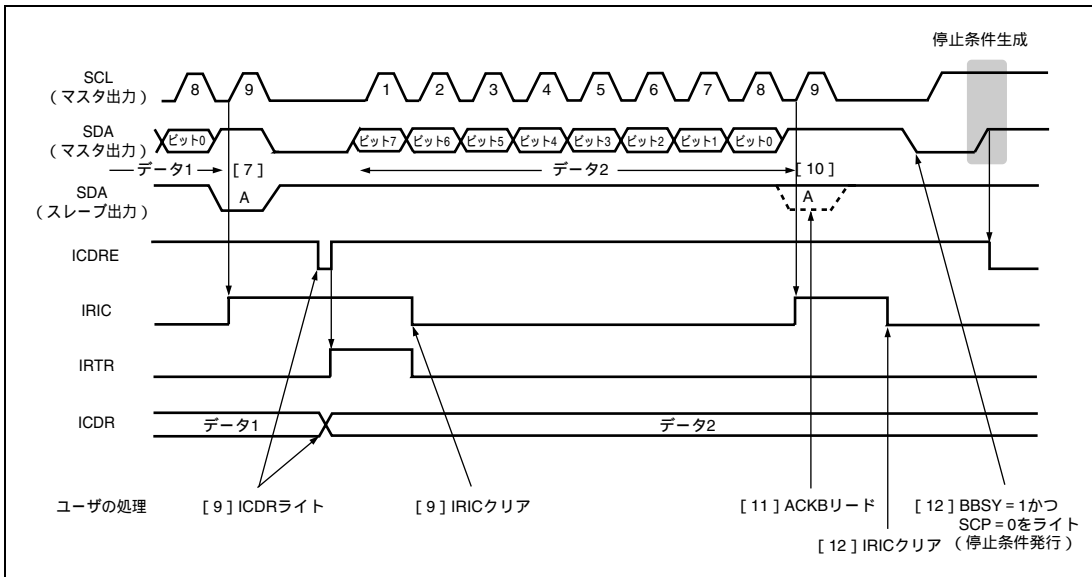 停止条件生成
SCL
（マスタ出力）
8 9 1 2 3 4 5 6 7 8 9
SDA
（マスタ出力）
ビット0 ビット7 ビット6 ビット5 ビット4 ビット3 ビット2 ビット1 ビット0
データ1 [ 7 ] データ2 [ 10 ]
SDA
（スレーブ出力）
A A
ICDRE
IRIC
IRTR
ICDR
データ1 データ2
ユーザの処理 [ 9 ] ICDRライト [ 9 ] IRICクリア [ 11 ] ACKBリード [ 12 ] BBSY = 1かつ
SCP = 0をライト
[ 12 ] IRICクリア （停止条件発行）